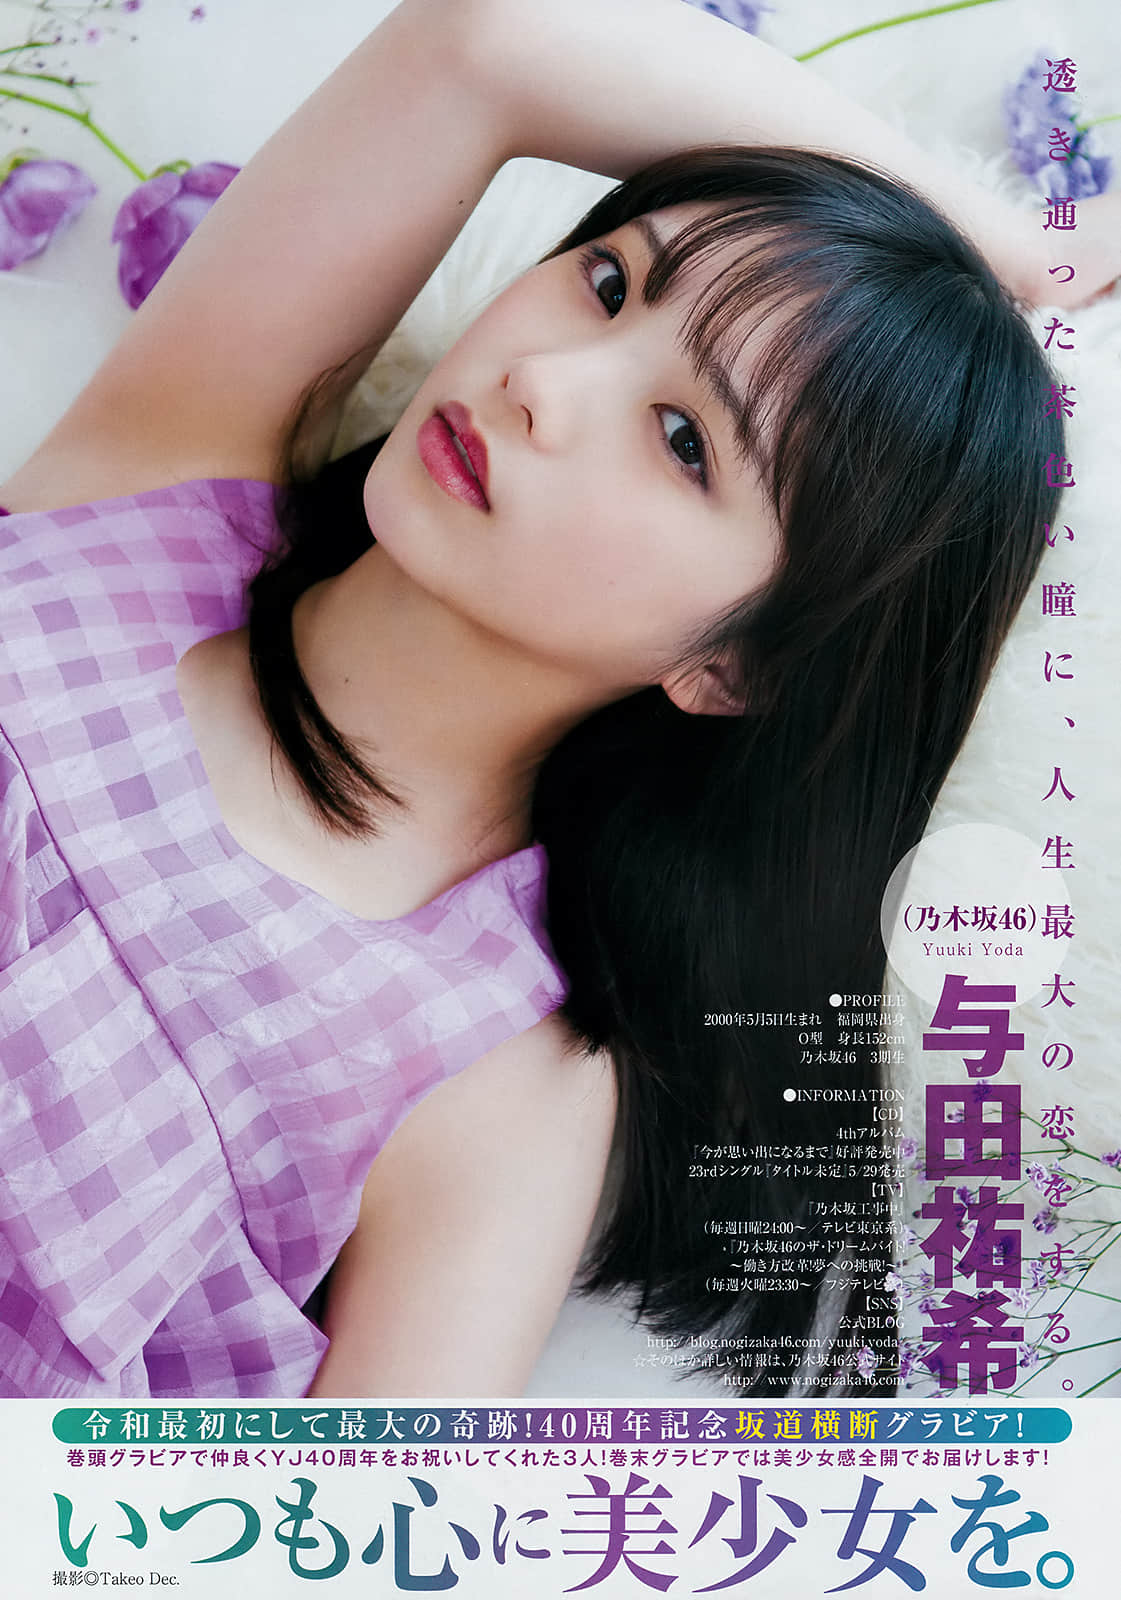 透き通った茶色い瞳に、人生最大の恋をする。
(乃木坂46)
Yuuki Yoda
与田祐希
●PROFILE
2000年5月5日生まれ　福岡県出身
O型　身長152cm
乃木坂46　3期生
●INFORMATION
【CD】
4thアルバム
『今が思い出になるまで』好評発売中
23rdシングル『タイトル未定』5/29発売
【TV】
『乃木坂工事中』
(毎週日曜24:00〜／テレビ東京系)
『乃木坂46のザ・ドリームバイト!
〜働き方改革!夢への挑戦!〜
(毎週火曜23:30〜／フジテレビ
【SNS】
公式BLOG
http://blog.nogizaka46.com/yuuki.yoda/
☆そのほか詳しい情報は、乃木坂46公式サイト
http://www.nogizaka46.com
令和最初にして最大の奇跡!40周年記念坂道横断グラビア!
巻頭グラビアで仲良くYJ40周年をお祝いしてくれた3人!巻末グラビアでは美少女感全開でお届けします!
いつも心に美少女を。
撮影◎Takeo Dec.